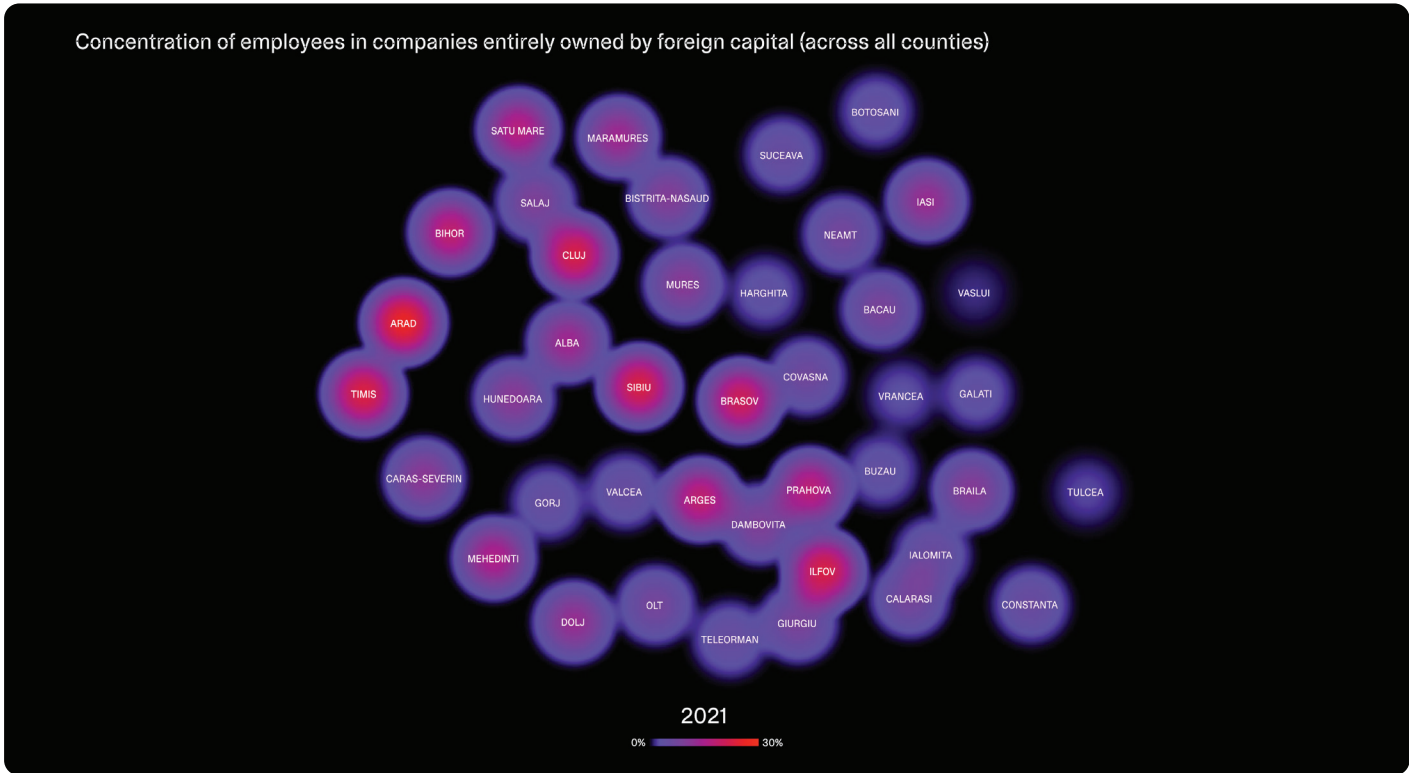 Concentration of employees in companies entirely owned by foreign capital (across all counties)
BOTOSANI
SATU MARE
MARAMURES
SUCEAVA
BISTRITA-NASAUD
SALAJ
IASI
BIHOR
NEAMT
CLUJ
MURES
HARGHITA
VASLUI
BACAU
ARAD
ALBA
COVASNA
SIBIU
TIMIS
GALATI
VRANCEA
HUNEDOARA
BRASOV
BUZAU
CARAS-SEVERIN
PRAHOVA
BRAILA
TULCEA
VALCEA
ARGES
GORJ
DAMBOVITA
IALOMITA
MEHEDINTI
ILFOV
CALARASI
CONSTANTA
OLT
DOLJ
GIURGIU
TELEORMAN
2021
0% 30%